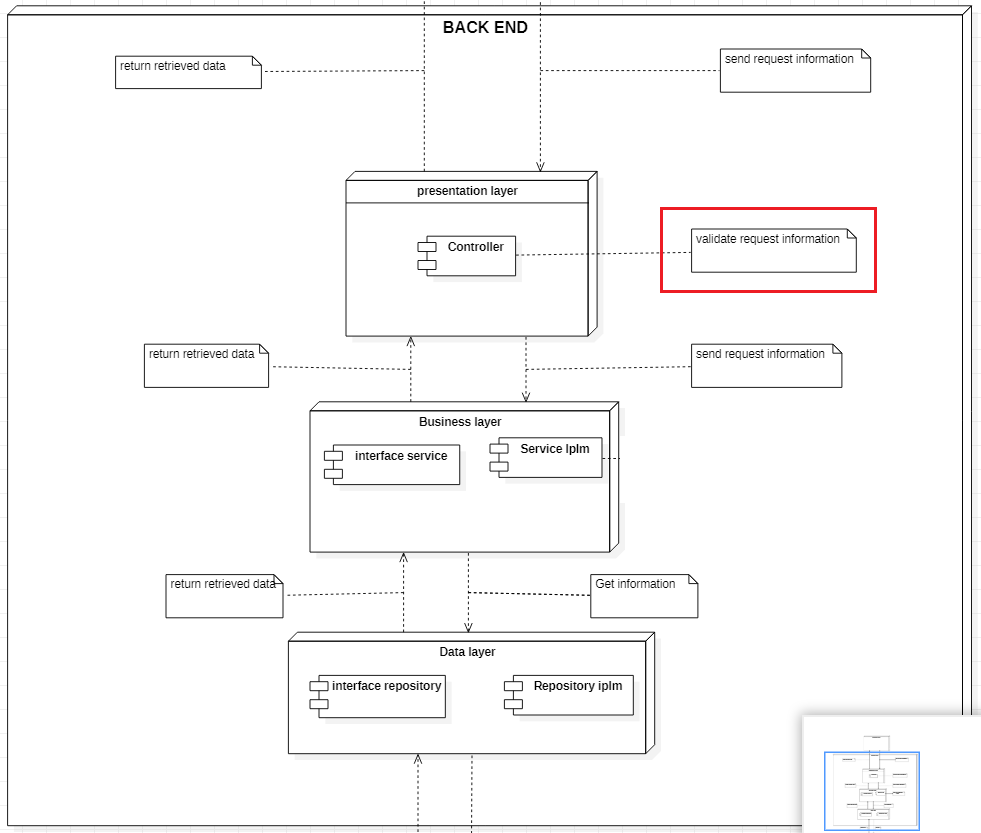 BACK END
return retrieved data
send request information
presentation layer
Controller
validate request information
return retrieved data
send request information
Business layer
interface service
Service Iplm
return retrieved data
Get information
Data layer
interface repository
Repository iplm